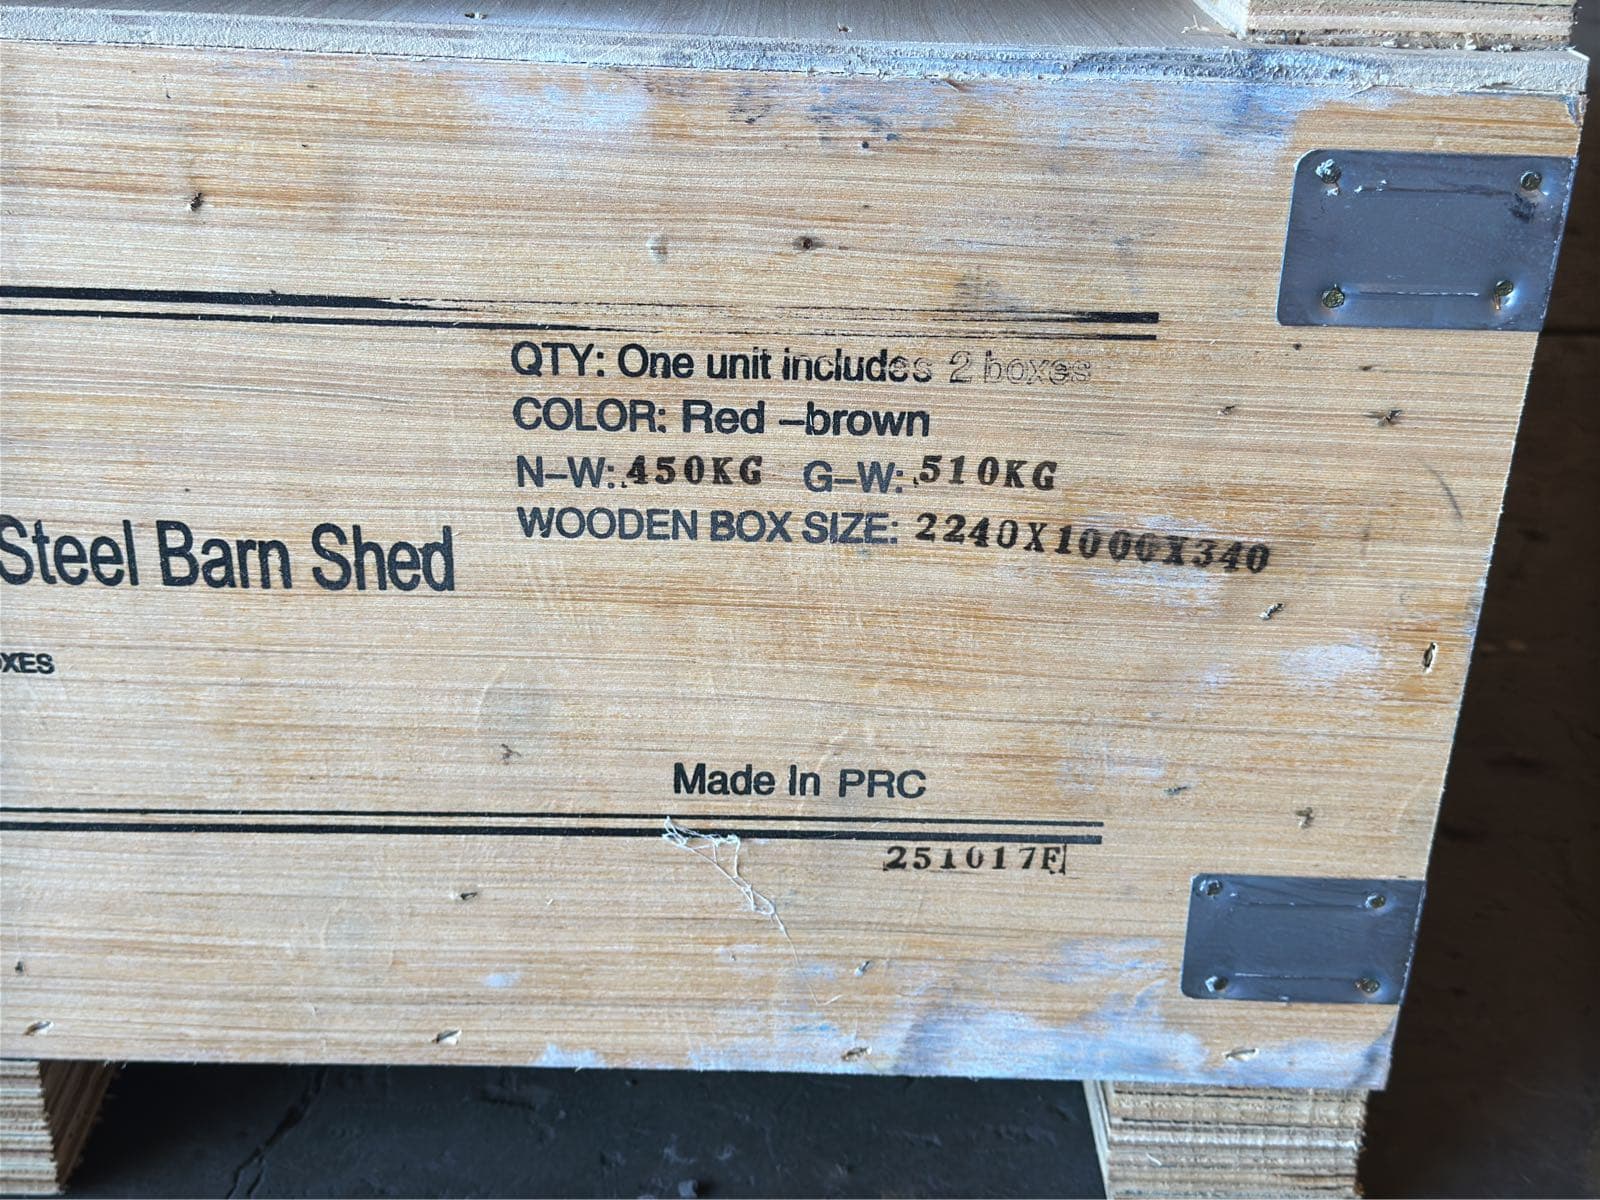 QTY: One unit includes 2 boxes
COLOR: Red –brown
N–W: 450KG G–W: 510KG
WOODEN BOX SIZE: 2240X1000X340
Steel Barn Shed
XES
Made In PRC
251017F